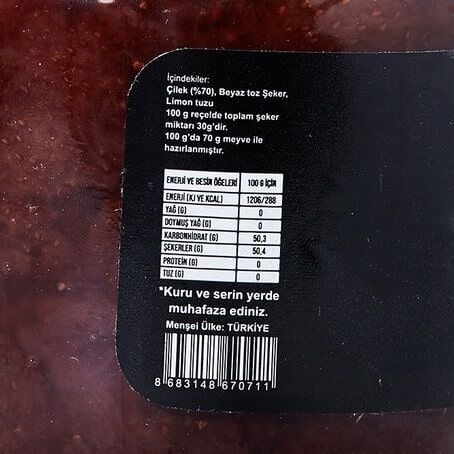 İçindekiler:
Çilek (%70), Beyaz toz Şeker,
Limon tuzu
100 g reçelde toplam şeker
miktarı 30g'dir.
100 g'da 70 g meyve ile
hazırlanmıştır.
ENERJİ VE BESİN ÖĞELERİ 100 G İÇİN
ENERJİ (KJ VE KCAL) 1206/288
YAĞ (G) 0
DOYMUŞ YAĞ (G) 0
KARBONHİDRAT (G) 50,3
ŞEKERLER (G) 50,4
PROTEİN (G) 0
TUZ (G) 0
*Kuru ve serin yerde
muhafaza ediniz.
Menşei Ülke: TÜRKİYE
8 683148 670711